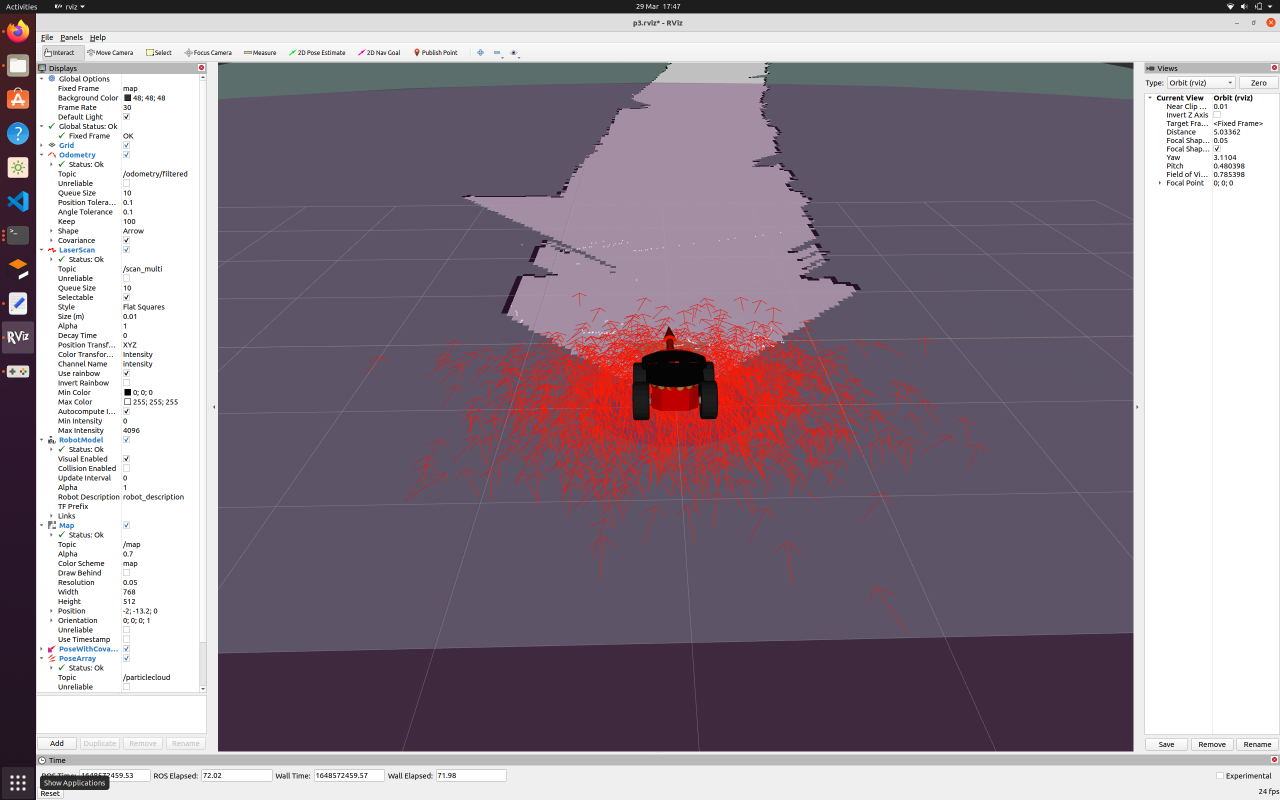 Activities rviz 29 Mar 17:47
p3.rviz* - RViz
File Panels Help
Interact Move Camera Select Focus Camera Measure 2D Pose Estimate 2D Nav Goal Publish Point
Displays
Global Options
Fixed Frame map
Background Color 48; 48; 48
Frame Rate 30
Default Light
Global Status: Ok
Fixed Frame OK
Grid
Odometry
Status: Ok
Topic /odometry/filtered
Unreliable
Queue Size 10
Position Tolera... 0.1
Angle Tolerance 0.1
Keep 100
Shape Arrow
Covariance
LaserScan
Status: Ok
Topic /scan_multi
Unreliable
Queue Size 10
Selectable
Style Flat Squares
Size (m) 0.01
Alpha 1
Decay Time 0
Position Transf... XYZ
Color Transfor... Intensity
Channel Name intensity
Use rainbow
Invert Rainbow
Min Color 0; 0; 0
Max Color 255; 255; 255
Autocompute I...
Min Intensity 0
Max Intensity 4096
RobotModel
Status: Ok
Visual Enabled
Collision Enabled
Update Interval 0
Alpha 1
Robot Description robot_description
TF Prefix
Links
Map
Status: Ok
Topic /map
Alpha 0.7
Color Scheme map
Draw Behind
Resolution 0.05
Width 768
Height 512
Position -2; -13.2; 0
Orientation 0; 0; 0; 1
Unreliable
Use Timestamp
PoseWithCova...
PoseArray
Status: Ok
Topic /particlecloud
Unreliable
Add Duplicate Remove Rename
Views
Type: Orbit (rviz) Zero
Current View Orbit (rviz)
Near Clip ... 0.01
Invert Z Axis
Target Fra... <Fixed Frame>
Distance 5.03362
Focal Shap... 0.05
Focal Shap...
Yaw 3.1104
Pitch 0.480398
Field of Vi... 0.785398
Focal Point 0; 0; 0
Save Remove Rename
Time
1648572459.53 ROS Elapsed: 72.02 Wall Time: 1648572459.57 Wall Elapsed: 71.98 Experimental
Show Applications
Reset 24 fps
RViz